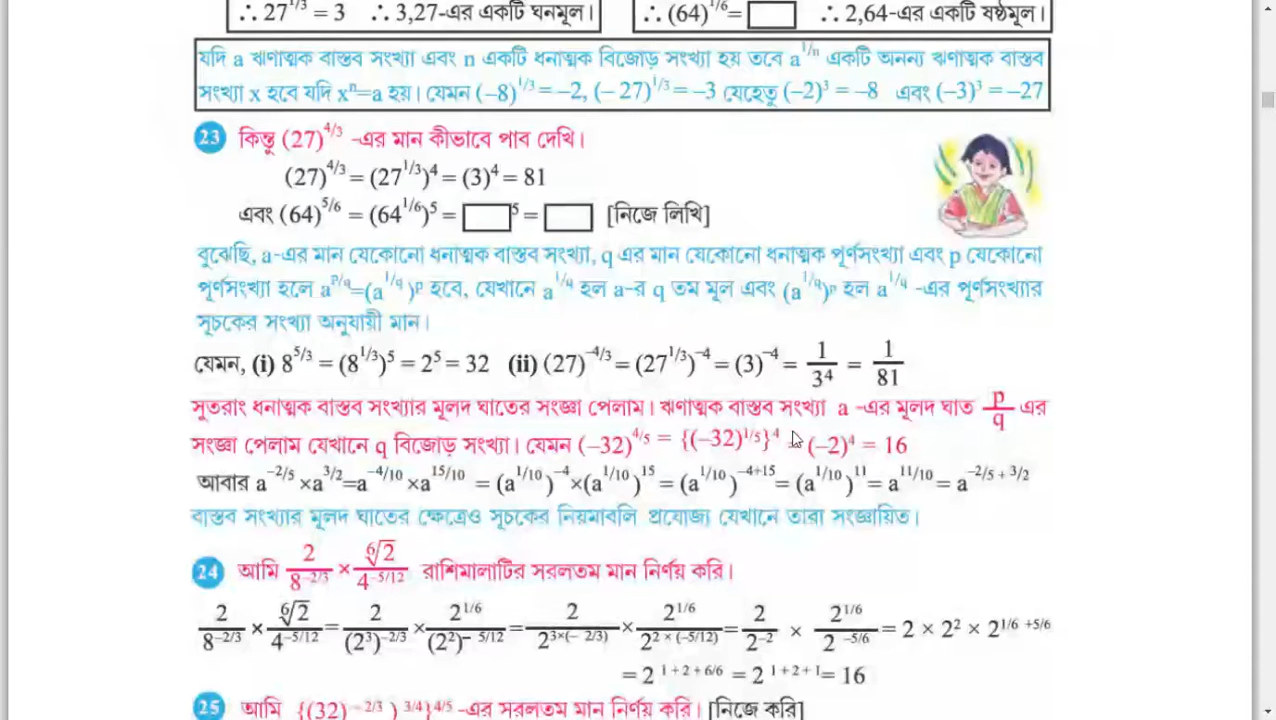 ∴ 27^1/3 = 3 ∴ 3,27-এর একটি ঘনমূল। ∴ (64)^1/6 = ∴ 2,64-এর একটি ষষ্ঠমূল।
যদি a ঋণাত্মক বাস্তব সংখ্যা এবং n একটি ধনাত্মক বিজোড় সংখ্যা হয় তবে a^1/n একটি অনন্য ঋণাত্মক বাস্তব
সংখ্যা x হবে যদি x^n=a হয়। যেমন (–8)^1/3 = –2, (– 27)^1/3 = –3 যেহেতু (–2)^3 = –8 এবং (–3)^3 = –27
23 কিন্তু (27)^4/3 -এর মান কীভাবে পাব দেখি।
(27)^4/3 = (27^1/3)^4 = (3)^4 = 81
এবং (64)^5/6 = (64^1/6)^5 = ^5 = [নিজে লিখি]
বুঝেছি, a-এর মান যেকোনো ধনাত্মক বাস্তব সংখ্যা, q এর মান যেকোনো ধনাত্মক পূর্ণসংখ্যা এবং p যেকোনো
পূর্ণসংখ্যা হলে a^p/q=(a^1/q)^p হবে, যেখানে a^1/q হল a-র q তম মূল এবং (a^1/q)^p হল a^1/q -এর পূর্ণসংখ্যার
সূচকের সংখ্যা অনুযায়ী মান।
যেমন, (i) 8^5/3 = (8^1/3)^5 = 2^5 = 32 (ii) (27)^–4/3 = (27^1/3)^–4 = (3)^–4 = 1/3^4 = 1/81
সুতরাং ধনাত্মক বাস্তব সংখ্যার মূলদ ঘাতের সংজ্ঞা পেলাম। ঋণাত্মক বাস্তব সংখ্যা a -এর মূলদ ঘাত p/q এর
সংজ্ঞা পেলাম যেখানে q বিজোড় সংখ্যা। যেমন (–32)^4/5 = {(–32)^1/5}^4 = (–2)^4 = 16
আবার a^–2/5 ×a^3/2=a^–4/10 ×a^15/10 = (a^1/10)^–4×(a^1/10)^15 = (a^1/10)^–4+15 = (a^1/10)^11 = a^11/10 = a^–2/5 + 3/2
বাস্তব সংখ্যার মূলদ ঘাতের ক্ষেত্রেও সূচকের নিয়মাবলি প্রযোজ্য যেখানে তারা সংজ্ঞায়িত।
24 আমি 2/8^–2/3 × ⁶√2/4^–5/12 রাশিমালাটির সরলতম মান নির্ণয় করি।
2/8^–2/3 × ⁶√2/4^–5/12 = 2/(2^3)^–2/3 × 2^1/6/(2^2)^– 5/12 = 2/2^3×(– 2/3) × 2^1/6/2^2 × (–5/12) = 2/2^–2 × 2^1/6/2^–5/6 = 2 × 2^2 × 2^1/6 +5/6
= 2^1 + 2 + 6/6 = 2^1 + 2 + 1 = 16
25 আমি {(32)^–2/3)^3/4}^4/5 -এর সরলতম মান নির্ণয় করি। [নিজে করি]